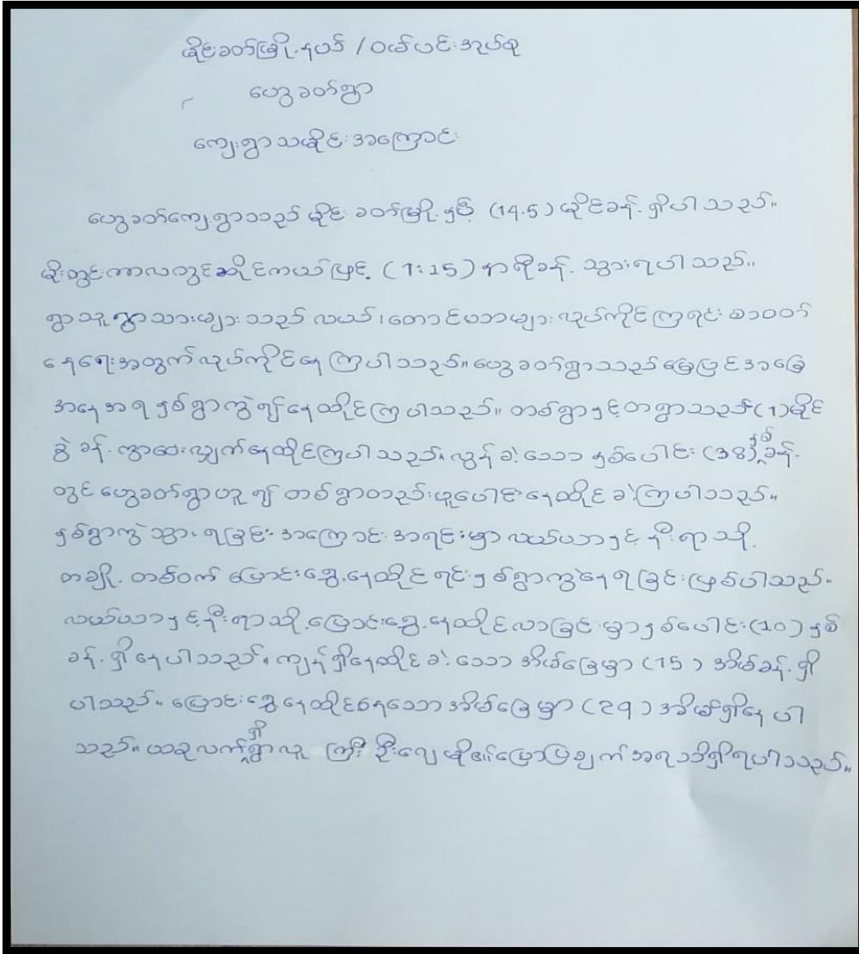 မိုင်းခတ်မြို့နယ် / ဝမ်ပင်းအုပ်စု
ဟွေ့ခတ်ရွာ
ကျေးရွာသမိုင်းအကြောင်း
ဟွေ့ခတ်ကျေးရွာသည် မိုင်းခတ်မြို့နှင့် (14.5) မိုင်ခန့်ရှိပါသည်။
မိုးတွင်းကာလတွင်ဆိုင်ကယ်ဖြင့် (1:15) နာရီခန့် သွားရပါသည်။
ရွာသူရွာသားများသည် လယ်၊တောင်ယာများလုပ်ကိုင်ကြရင်းစားဝတ်
နေရေးအတွက်လုပ်ကိုင်နေကြပါသည်။ ဟွေ့ခတ်ရွာသည်မြေပြင်အခြေ
အနေအရနှစ်ရွာကွဲ၍နေထိုင်ကြပါသည်။ တစ်ရွာနှင့်တရွာသည် (1) မိုင်
ခွဲခန့်ကွာဝေးလျှက်နေထိုင်ကြပါသည်။ လွန်ခဲ့သော နှစ်ပေါင်း (38) နှစ်ခန့်
တွင် ဟွေ့ခတ်ရွာဟူ၍ တစ်ရွာတည်းစုပေါင်းနေထိုင်ခဲ့ကြပါသည်။
နှစ်ရွာကွဲသွားရခြင်းအကြောင်းအရင်းမှာ လယ်ယာနှင့်နီးရာသို့
တချို့တစ်ဝက် ပြောင်းရွှေ့နေထိုင်ရင်းနှစ်ရွာကွဲနေရခြင်းဖြစ်ပါသည်။
လယ်ယာနှင့်နီးရာသို့ပြောင်းရွှေ့နေထိုင်လာခြင်းမှာနှစ်ပေါင်း (10) နှစ်
ခန့်ရှိနေပါသည်။ ကျန်ရှိနေထိုင်ခဲ့သော အိမ်ခြေမှာ (15) အိမ်ခန့်ရှိ
ပါသည်။ ပြောင်းရွှေ့နေထိုင်နေသောအိမ်ခြေမှာ (29) အိမ်ရှိနေပါ
သည်။ ယခုလက်ရှိရွာလူကြီး ဦးလေ မို၏ပြောပြချက်အရသိရှိရပါသည်။